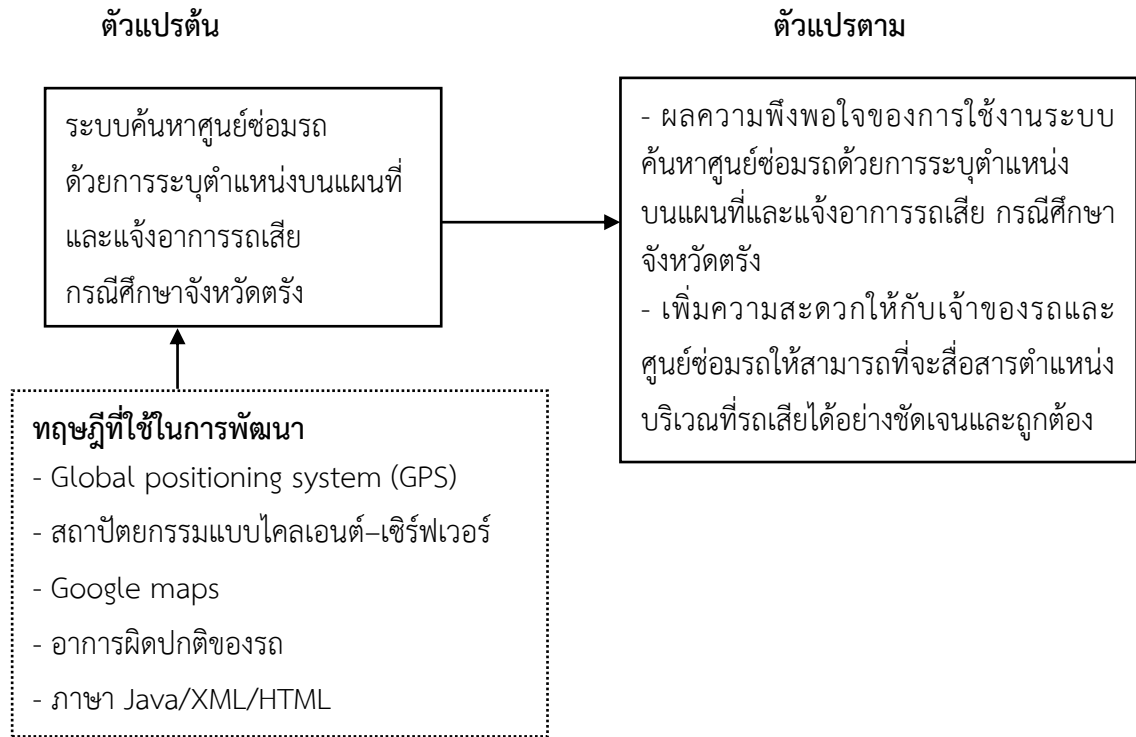 ตัวแปรต้น
ตัวแปรตาม
ระบบค้นหาศูนย์ซ่อมรถ
ด้วยการระบุตำแหน่งบนแผนที่
และแจ้งอาการรถเสีย
กรณีศึกษาจังหวัดตรัง
- ผลความพึงพอใจของการใช้งานระบบ
ค้นหาศูนย์ซ่อมรถด้วยการระบุตำแหน่ง
บนแผนที่และแจ้งอาการรถเสีย กรณีศึกษา
จังหวัดตรัง
- เพิ่มความสะดวกให้กับเจ้าของรถและ
ศูนย์ซ่อมรถให้สามารถที่จะสื่อสารตำแหน่ง
บริเวณที่รถเสียได้อย่างชัดเจนและถูกต้อง
ทฤษฎีที่ใช้ในการพัฒนา
- Global positioning system (GPS)
- สถาปัตยกรรมแบบไคลเอนต์–เซิร์ฟเวอร์
- Google maps
- อาการผิดปกติของรถ
- ภาษา Java/XML/HTML